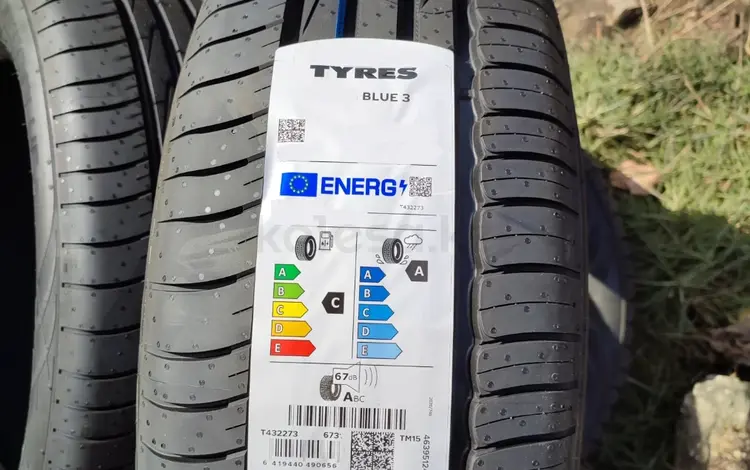 TYRES
BLUE 3
ENERG
T432273
A
A
A
B
B
C
C
C
D
D
E
E
67dB
ABC
T432273 673
TM15
6 419440 490656